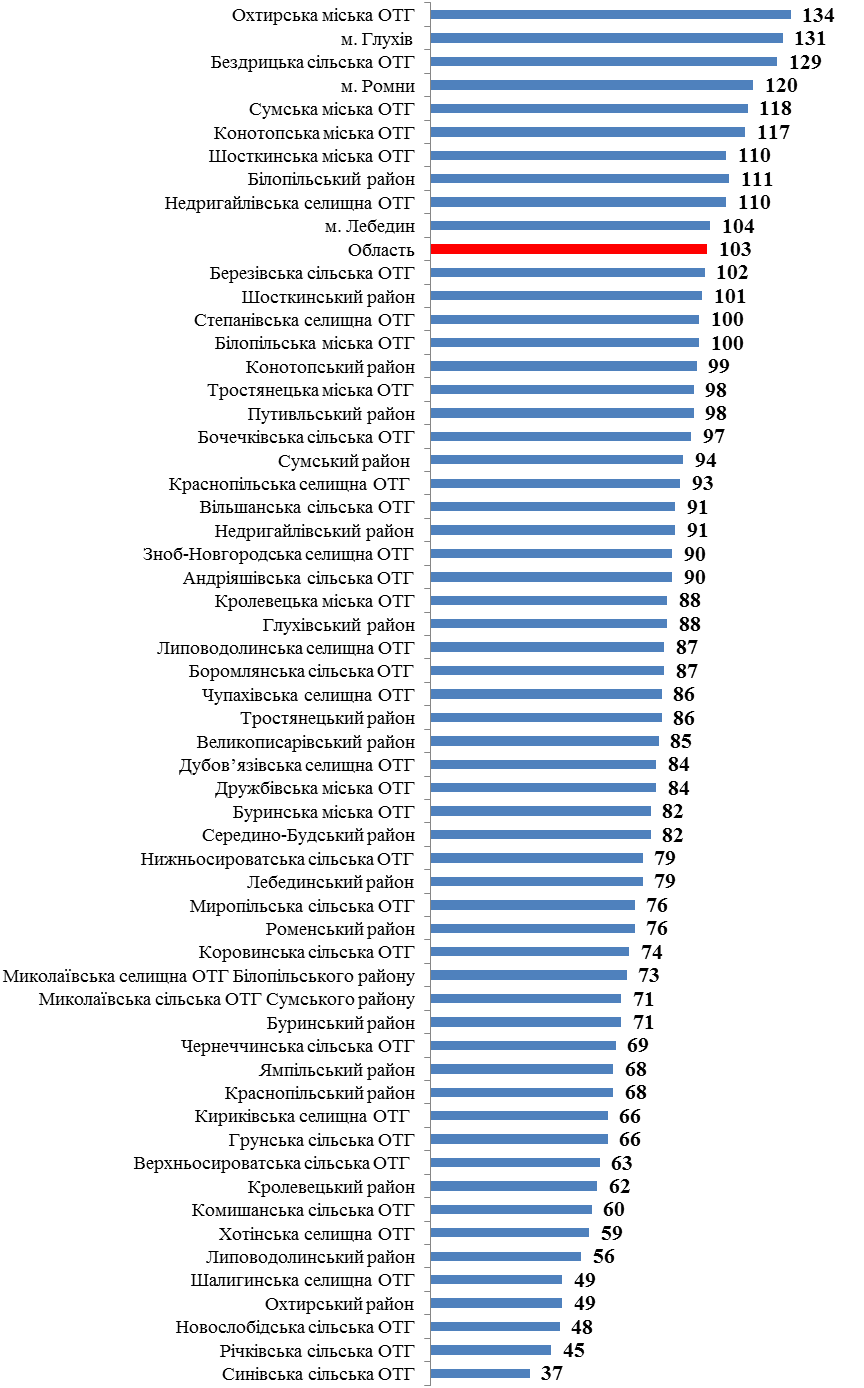 Охтирська міська ОТГ 134
м. Глухів 131
Бездрицька сільська ОТГ 129
м. Ромни 120
Сумська міська ОТГ 118
Конотопська міська ОТГ 117
Шосткинська міська ОТГ 110
Білопільський район 111
Недригайлівська селищна ОТГ 110
м. Лебедин 104
Область 103
Березівська сільська ОТГ 102
Шосткинський район 101
Степанівська селищна ОТГ 100
Білопільська міська ОТГ 100
Конотопський район 99
Тростянецька міська ОТГ 98
Путивльський район 98
Бочечківська сільська ОТГ 97
Сумський район 94
Краснопільська селищна ОТГ 93
Вільшанська сільська ОТГ 91
Недригайлівський район 91
Зноб-Новгородська селищна ОТГ 90
Андріяшівська сільська ОТГ 90
Кролевецька міська ОТГ 88
Глухівський район 88
Липоводолинська селищна ОТГ 87
Боромлянська сільська ОТГ 87
Чупахівська селищна ОТГ 86
Тростянецький район 86
Великописарівський район 85
Дубов’язівська селищна ОТГ 84
Дружбівська міська ОТГ 84
Буринська міська ОТГ 82
Середино-Будський район 82
Нижньосироватська сільська ОТГ 79
Лебединський район 79
Миропільська сільська ОТГ 76
Роменський район 76
Коровинська сільська ОТГ 74
Миколаївська селищна ОТГ Білопільського району 73
Миколаївська сільська ОТГ Сумського району 71
Буринський район 71
Чернеччинська сільська ОТГ 69
Ямпільський район 68
Краснопільський район 68
Кириківська селищна ОТГ 66
Грунська сільська ОТГ 66
Верхньосироватська сільська ОТГ 63
Кролевецький район 62
Комишанська сільська ОТГ 60
Хотінська селищна ОТГ 59
Липоводолинський район 56
Шалигинська селищна ОТГ 49
Охтирський район 49
Новослобідська сільська ОТГ 48
Річківська сільська ОТГ 45
Синівська сільська ОТГ 37